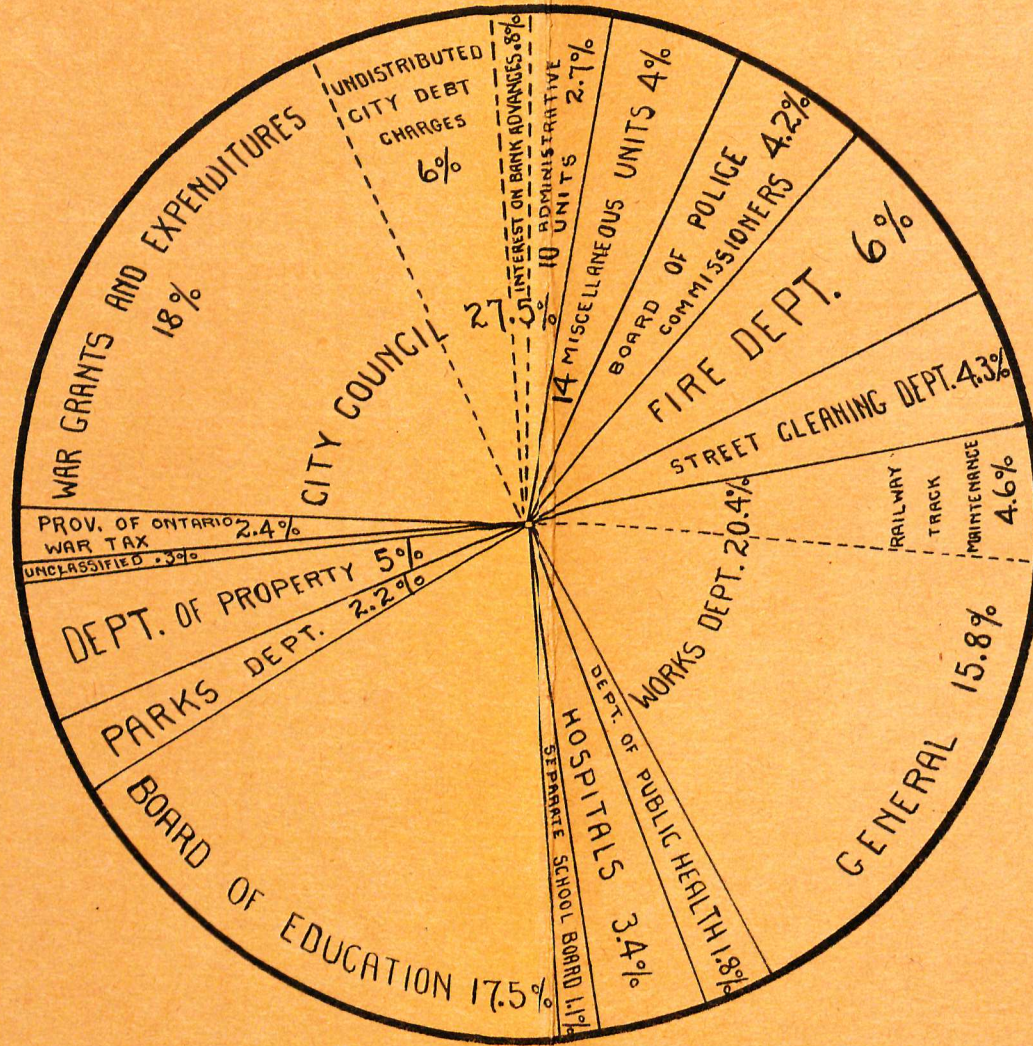 UNDISTRIBUTED
CITY DEBT
CHARGES
6%
INTEREST ON BANK ADVANCES .8%
10 ADMINISTRATIVE
UNITS 2.7%
14 MISCELLANEOUS UNITS 4%
BOARD OF POLICE
COMMISSIONERS 4.2%
FIRE DEPT. 6%
STREET CLEANING DEPT. 4.3%
RAILWAY
TRACK
MAINTENANCE
4.6%
WORKS DEPT. 20.4%
GENERAL 15.8%
DEPT. OF PUBLIC HEALTH 1.8%
HOSPITALS 3.4%
SEPARATE SCHOOL BOARD 1.1%
BOARD OF EDUCATION 17.5%
PARKS DEPT. 2.2%
DEPT. OF PROPERTY 5%
UNCLASSIFIED .3%
PROV. OF ONTARIO
WAR TAX 2.4%
WAR GRANTS AND EXPENDITURES
18%
CITY COUNCIL 27.5%